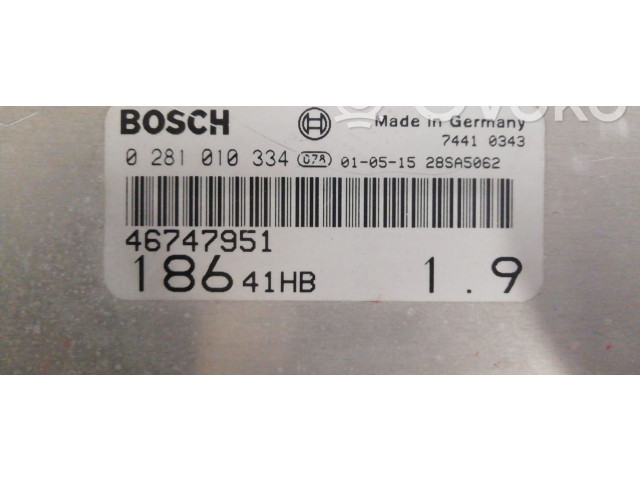 BOSCH Made in Germany
7441 0343
0 281 010 334 078 01-05-15 28SA5062
46747951
186 41HB 1.9